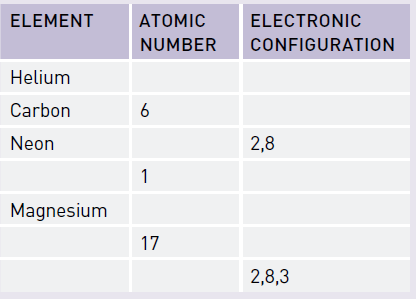 ELEMENT ATOMIC NUMBER ELECTRONIC CONFIGURATION
Helium
Carbon 6
Neon 2,8
1
Magnesium
17
2,8,3